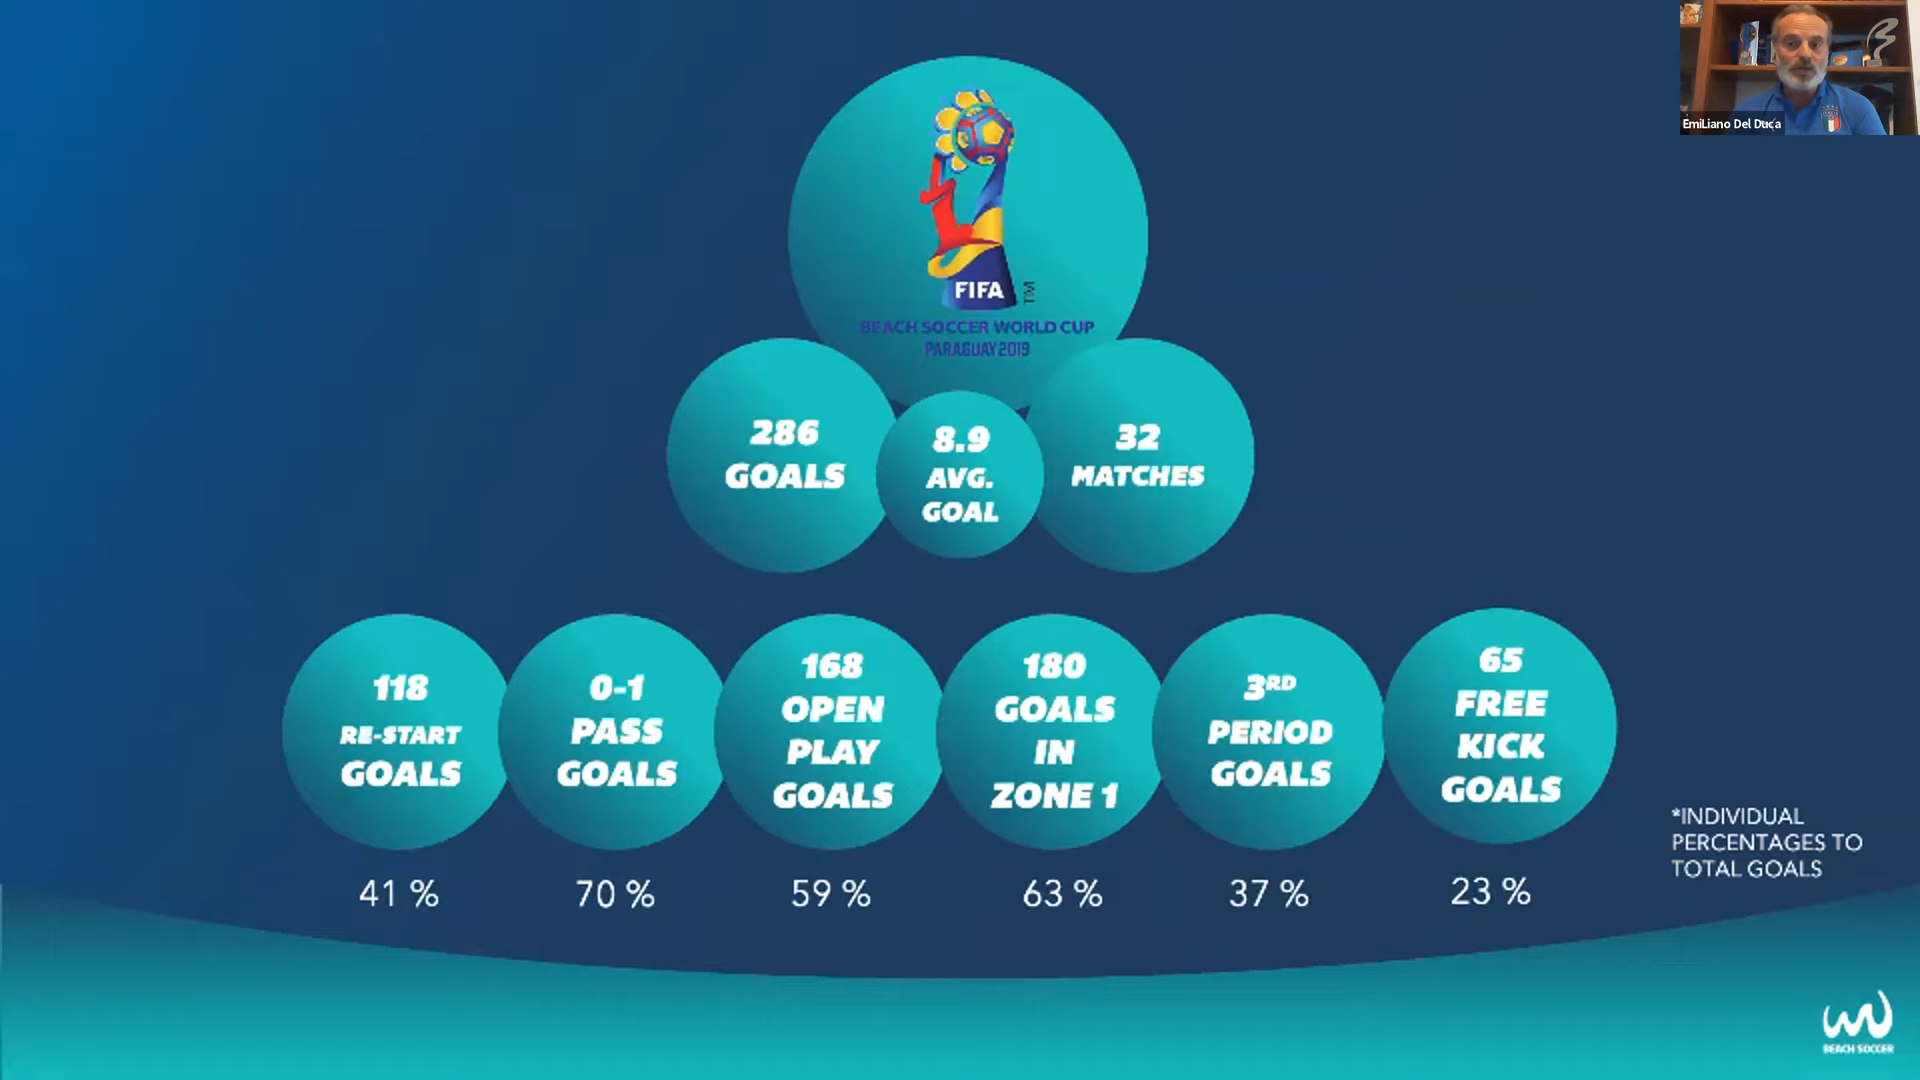 EmiLiano Del Duca
FIFA
TM
BEACH SOCCER WORLD CUP
PARAGUAY 2019
286
GOALS
8.9
AVG.
GOAL
32
MATCHES
118
RE-START
GOALS
0-1
PASS
GOALS
168
OPEN
PLAY
GOALS
180
GOALS
IN
ZONE 1
3RD
PERIOD
GOALS
65
FREE
KICK
GOALS
41 %
70 %
59 %
63 %
37 %
23 %
*INDIVIDUAL
PERCENTAGES TO
TOTAL GOALS
BEACH SOCCER